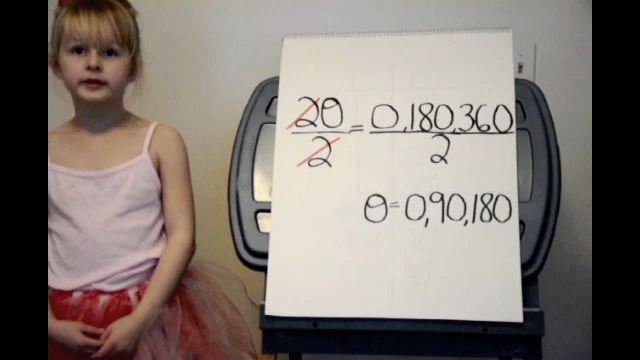 2θ/2 = 0,180,360/2
θ = 0,90,180